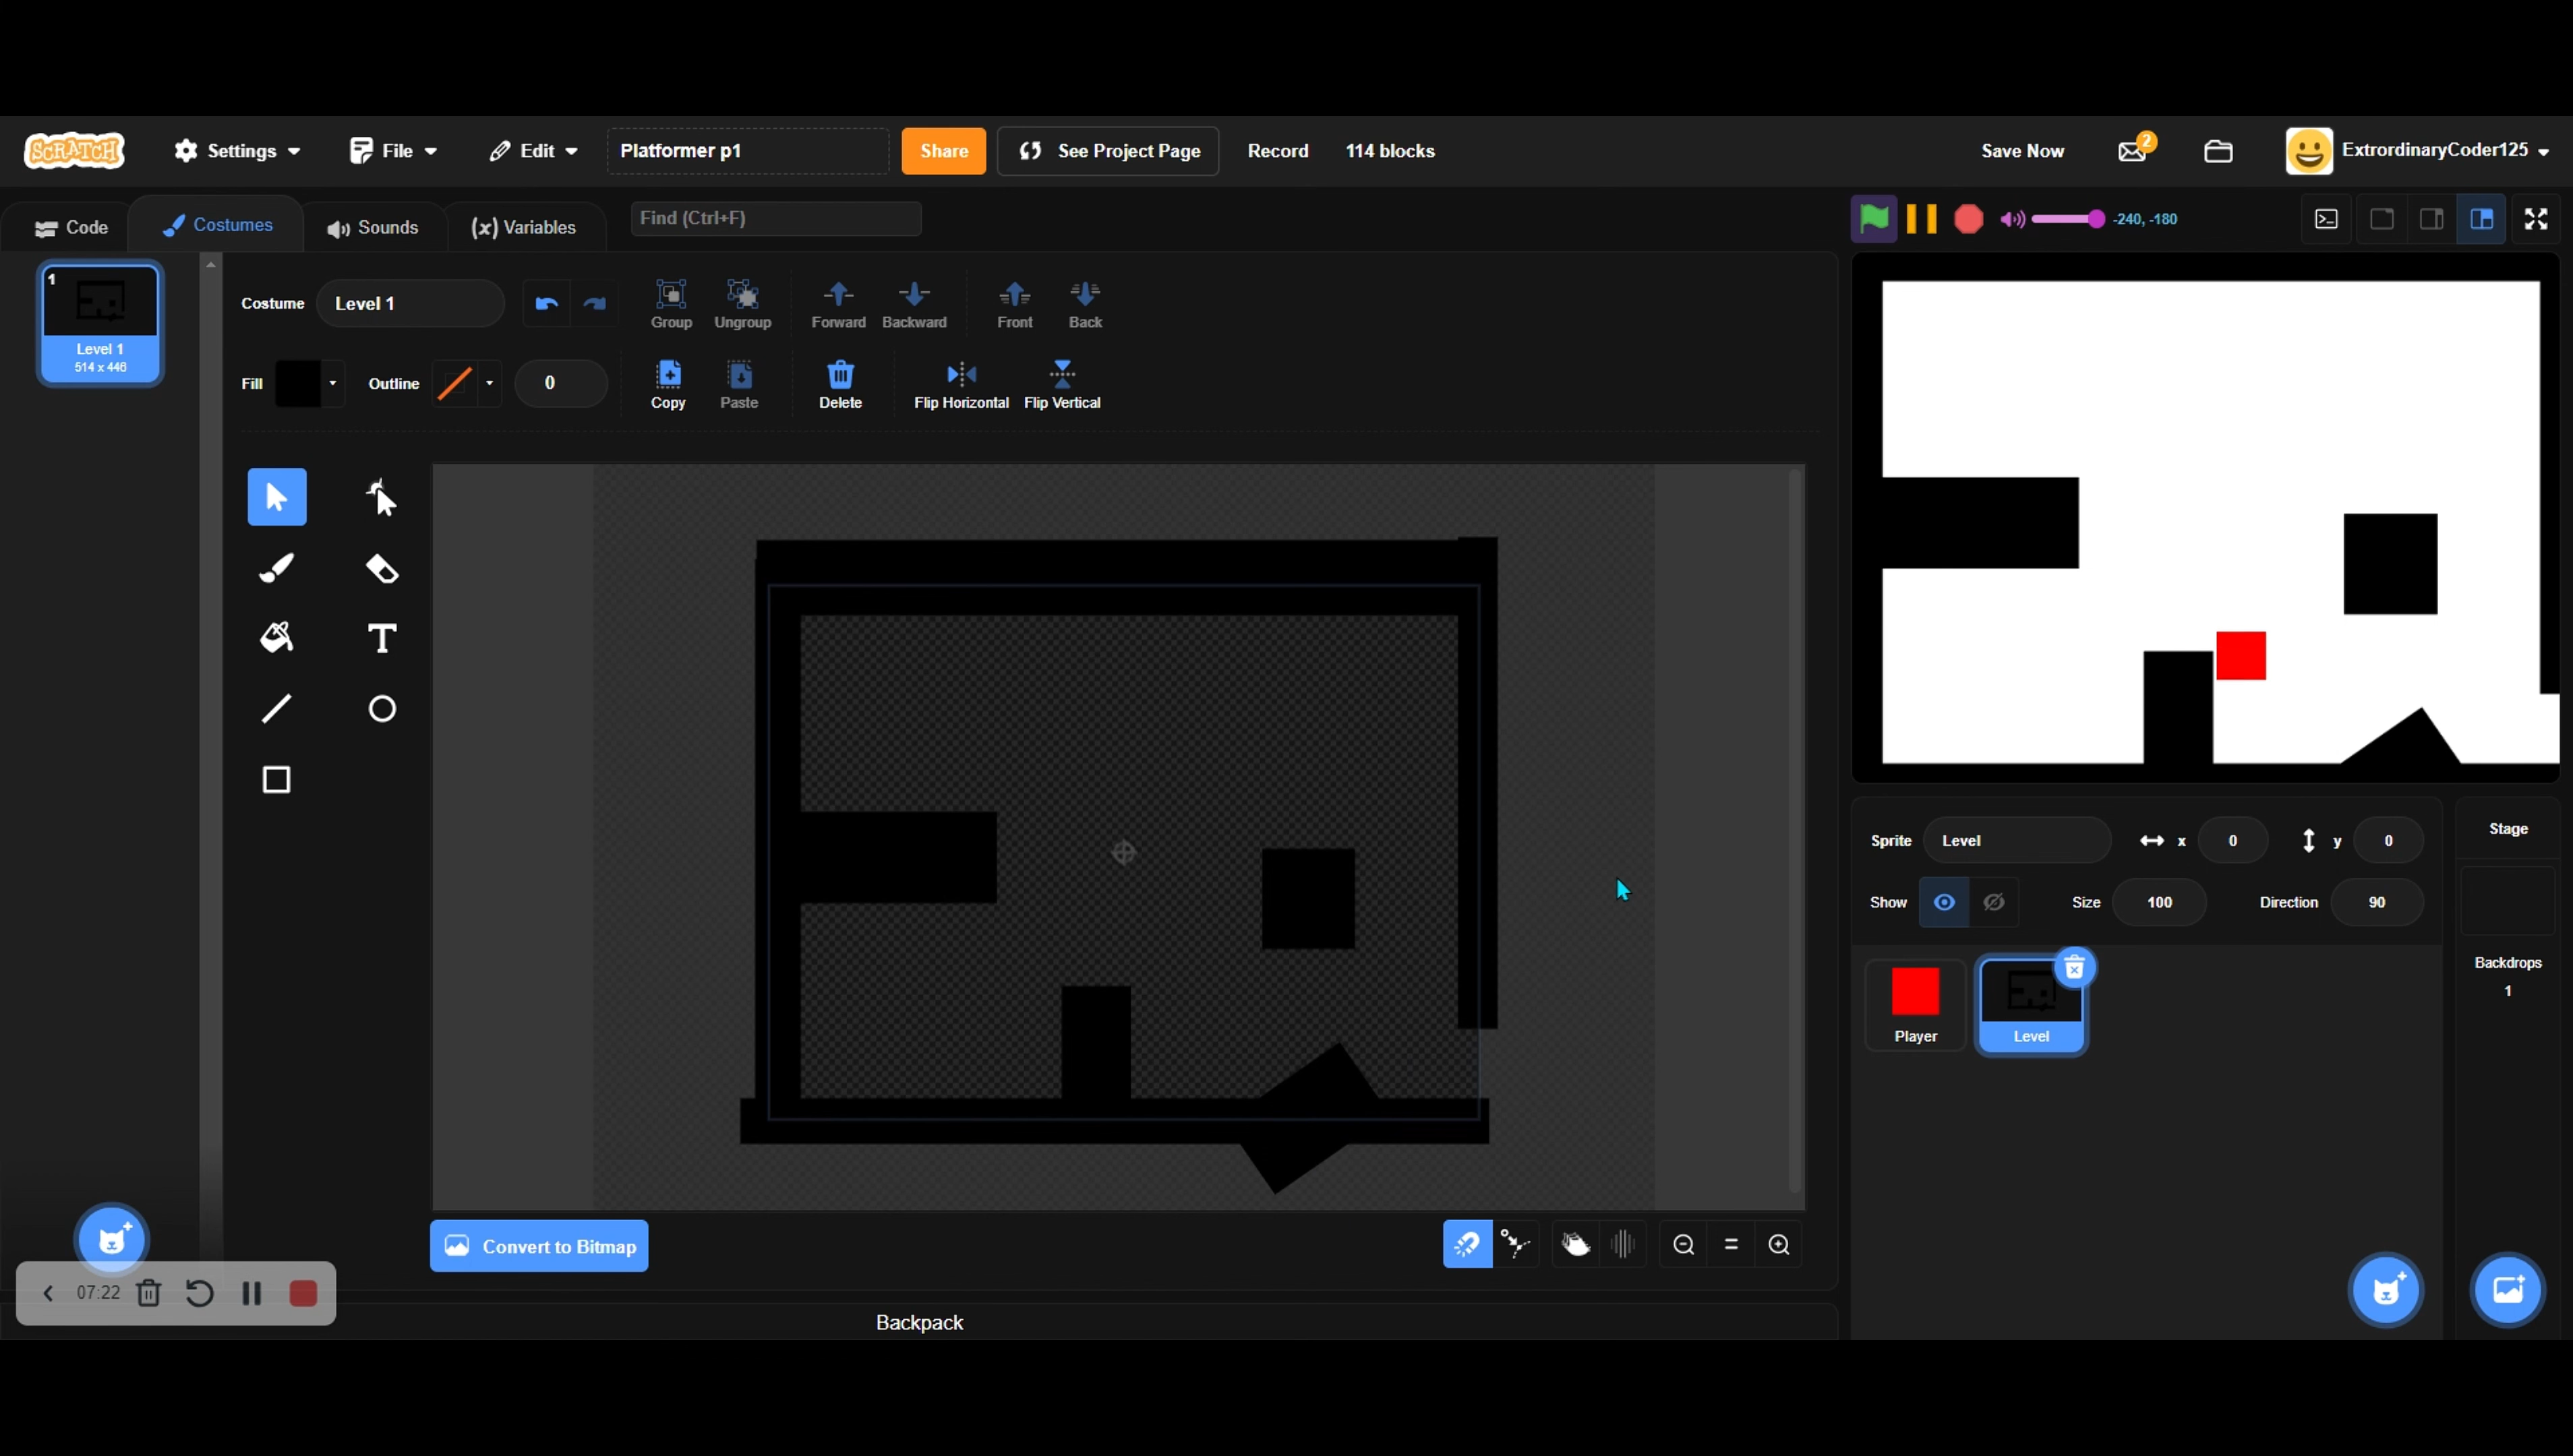 SCRATCH Settings File Edit Platformer p1 Share See Project Page Record 114 blocks Save Now 2 ExtrordinaryCoder125
Code Costumes Sounds (x) Variables Find (Ctrl+F) -240, -180
1
Level 1
514 x 446
Costume Level 1 Group Ungroup Forward Backward Front Back
Fill Outline 0 Copy Paste Delete Flip Horizontal Flip Vertical
T
Sprite Level x 0 y 0
Show Size 100 Direction 90
Player Level
Stage
Backdrops
1
Convert to Bitmap
07:22
Backpack